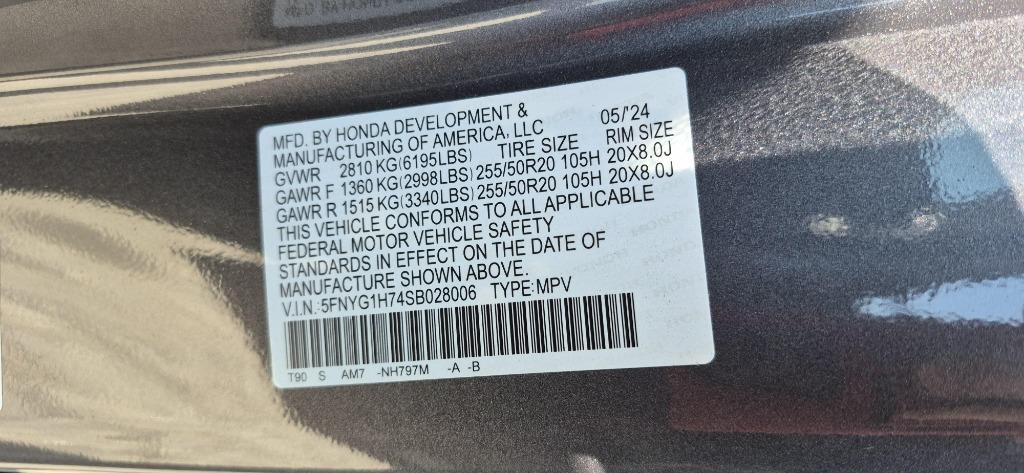 MFD. BY HONDA DEVELOPMENT & 05/'24
MANUFACTURING OF AMERICA, LLC
GVWR 2810 KG(6195LBS) TIRE SIZE RIM SIZE
GAWR F 1360 KG(2998LBS) 255/50R20 105H 20X8.0J
GAWR R 1515 KG(3340LBS) 255/50R20 105H 20X8.0J
THIS VEHICLE CONFORMS TO ALL APPLICABLE
FEDERAL MOTOR VEHICLE SAFETY
STANDARDS IN EFFECT ON THE DATE OF
MANUFACTURE SHOWN ABOVE.
V.I.N.:5FNYG1H74SB028006 TYPE:MPV
T90 S AM7 -NH797M -A -B